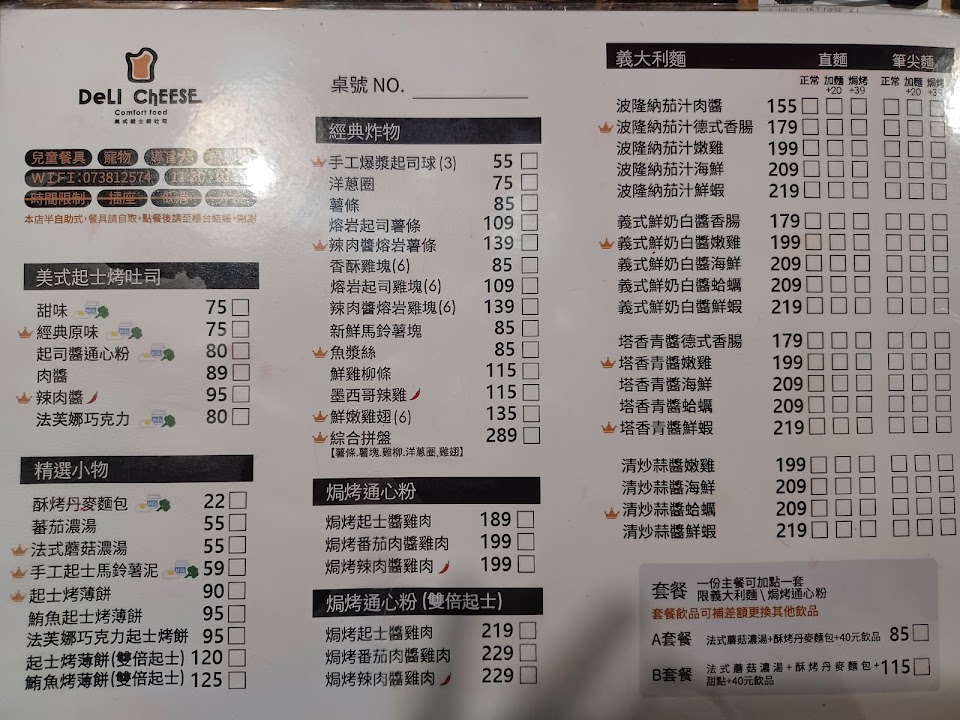 DeLi ChEESE
Comfort food
美式起士烤吐司
兒童餐具 寵物
WIFI:073812574
時間限制 插座
本店半自助式,餐具請自取,點餐後請至櫃台結帳,謝謝
美式起士烤吐司
甜味 75
經典原味 75
起司醬通心粉 80
肉醬 89
辣肉醬 95
法芙娜巧克力 80
精選小物
酥烤丹麥麵包 22
蕃茄濃湯 55
法式蘑菇濃湯 55
手工起士馬鈴薯泥 59
起士烤薄餅 90
鮪魚起士烤薄餅 95
法芙娜巧克力起士烤餅 95
起士烤薄餅(雙倍起士) 120
鮪魚烤薄餅(雙倍起士) 125
桌號 NO.
經典炸物
手工爆漿起司球(3) 55
洋蔥圈 75
薯條 85
熔岩起司薯條 109
辣肉醬熔岩薯條 139
香酥雞塊(6) 85
熔岩起司雞塊(6) 109
辣肉醬熔岩雞塊(6) 139
新鮮馬鈴薯塊 85
魚漿絲 85
鮮雞柳條 115
墨西哥辣雞 115
鮮嫩雞翅(6) 135
綜合拼盤 289
【薯條.薯塊.雞柳.洋蔥圈.雞翅】
焗烤通心粉
焗烤起士醬雞肉 189
焗烤番茄肉醬雞肉 199
焗烤辣肉醬雞肉 199
焗烤通心粉 (雙倍起士)
焗烤起士醬雞肉 219
焗烤番茄肉醬雞肉 229
焗烤辣肉醬雞肉 229
義大利麵 直麵 筆尖麵
正常 加麵 焗烤 正常 加麵 焗烤
+20 +39 +20 +39
波隆納茄汁肉醬 155
波隆納茄汁德式香腸 179
波隆納茄汁嫩雞 199
波隆納茄汁海鮮 209
波隆納茄汁鮮蝦 219
義式鮮奶白醬香腸 179
義式鮮奶白醬嫩雞 199
義式鮮奶白醬海鮮 209
義式鮮奶白醬蛤蠣 209
義式鮮奶白醬鮮蝦 219
塔香青醬德式香腸 179
塔香青醬嫩雞 199
塔香青醬海鮮 209
塔香青醬蛤蠣 209
塔香青醬鮮蝦 219
清炒蒜醬嫩雞 199
清炒蒜醬海鮮 209
清炒蒜醬蛤蠣 209
清炒蒜醬鮮蝦 219
套餐 一份主餐可加點一套
限義大利麵 \ 焗烤通心粉
套餐飲品可補差額更換其他飲品
A套餐 法式蘑菇濃湯+酥烤丹麥麵包+40元飲品 85
B套餐 法式蘑菇濃湯+酥烤丹麥麵包+ 115
甜點+40元飲品